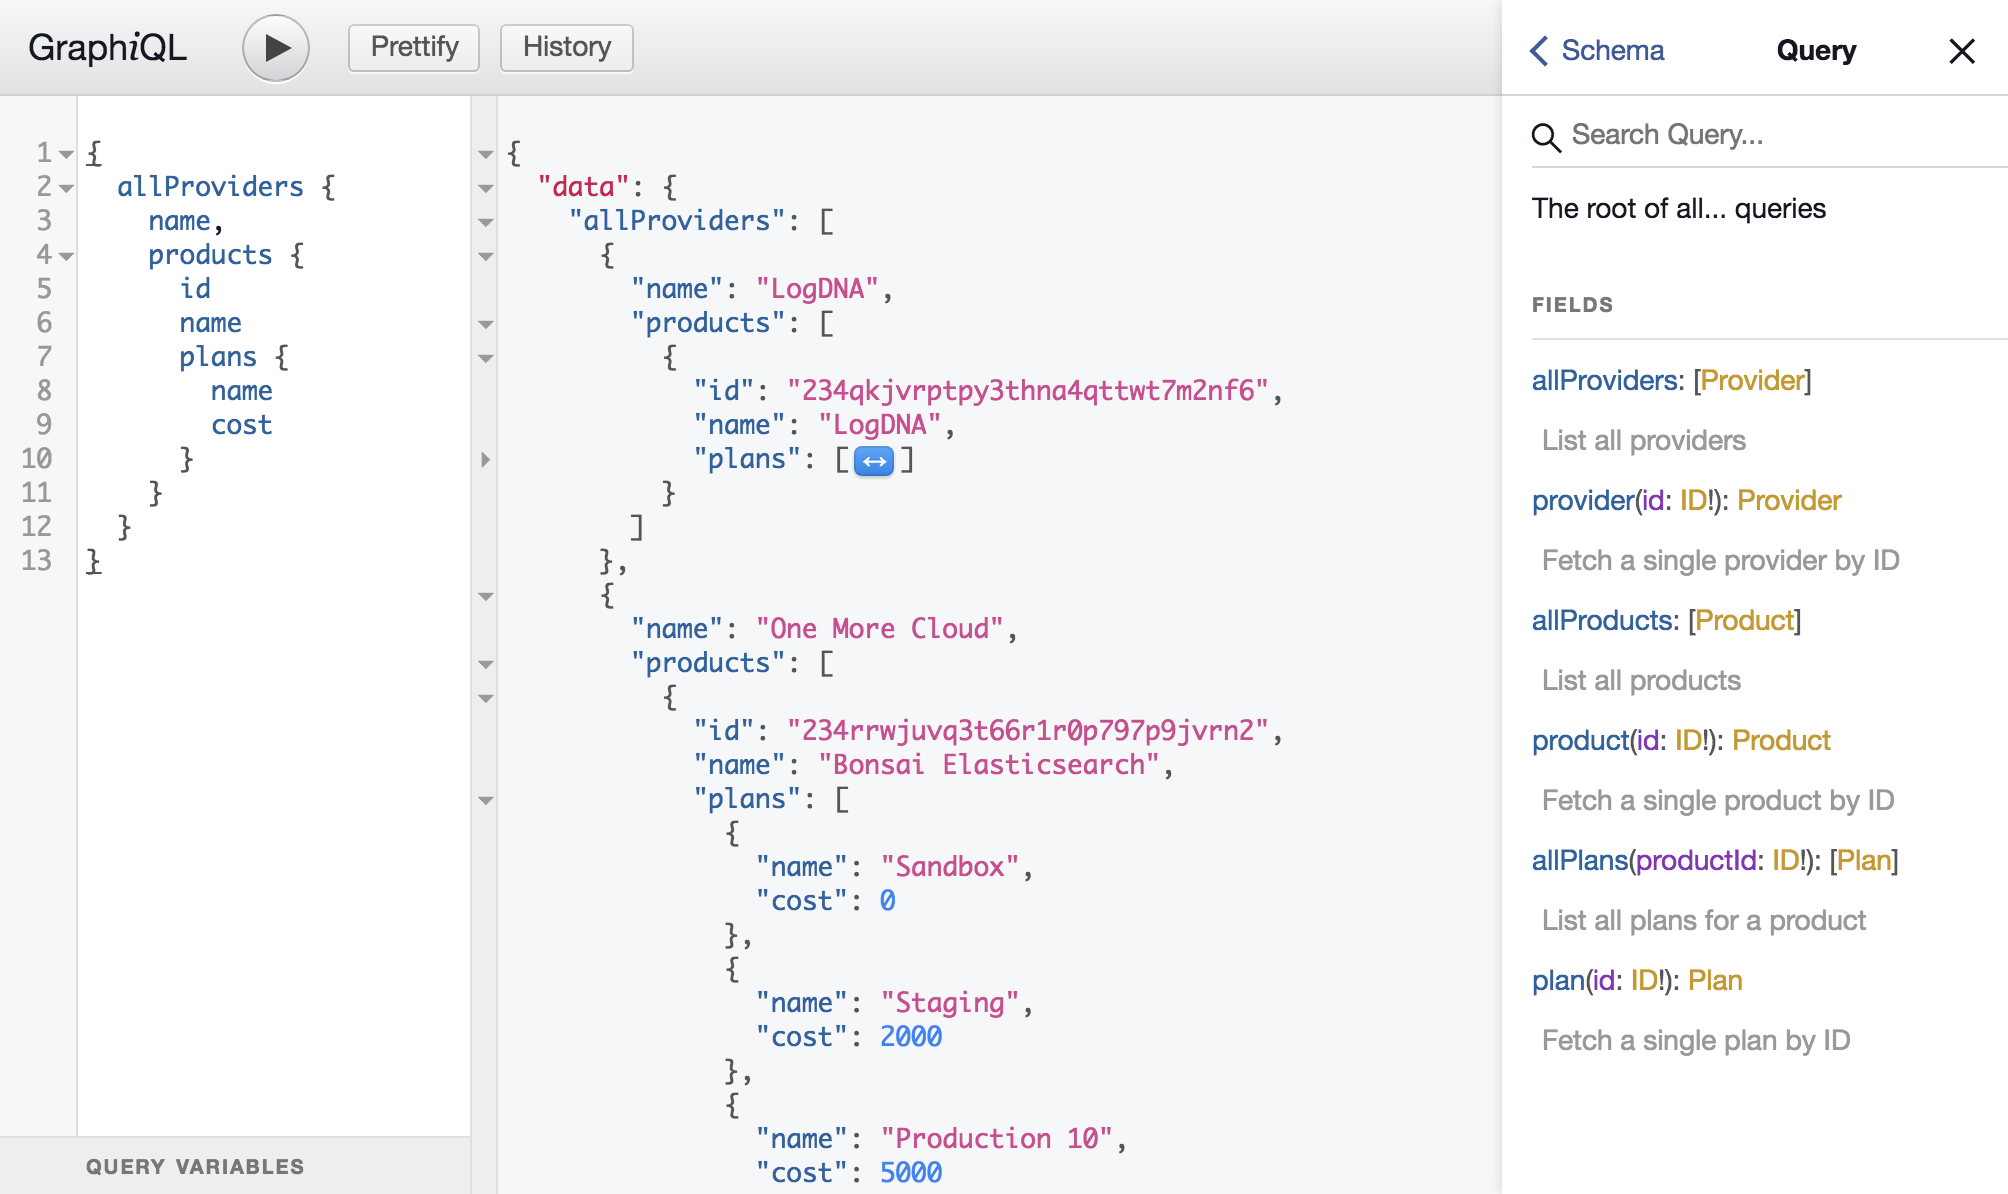 GraphiQL
Prettify
History
1 {
2 allProviders {
3 name,
4 products {
5 id
6 name
7 plans {
8 name
9 cost
10 }
11 }
12 }
13 }
QUERY VARIABLES
{
"data": {
"allProviders": [
{
"name": "LogDNA",
"products": [
{
"id": "234qkjvrptpy3thna4qttwt7m2nf6",
"name": "LogDNA",
"plans": [↔]
}
]
},
{
"name": "One More Cloud",
"products": [
{
"id": "234rrwjuvq3t66r1r0p797p9jvrn2",
"name": "Bonsai Elasticsearch",
"plans": [
{
"name": "Sandbox",
"cost": 0
},
{
"name": "Staging",
"cost": 2000
},
{
"name": "Production 10",
"cost": 5000
Schema
Query
Search Query...
The root of all... queries
FIELDS
allProviders: [Provider]
List all providers
provider(id: ID!): Provider
Fetch a single provider by ID
allProducts: [Product]
List all products
product(id: ID!): Product
Fetch a single product by ID
allPlans(productId: ID!): [Plan]
List all plans for a product
plan(id: ID!): Plan
Fetch a single plan by ID